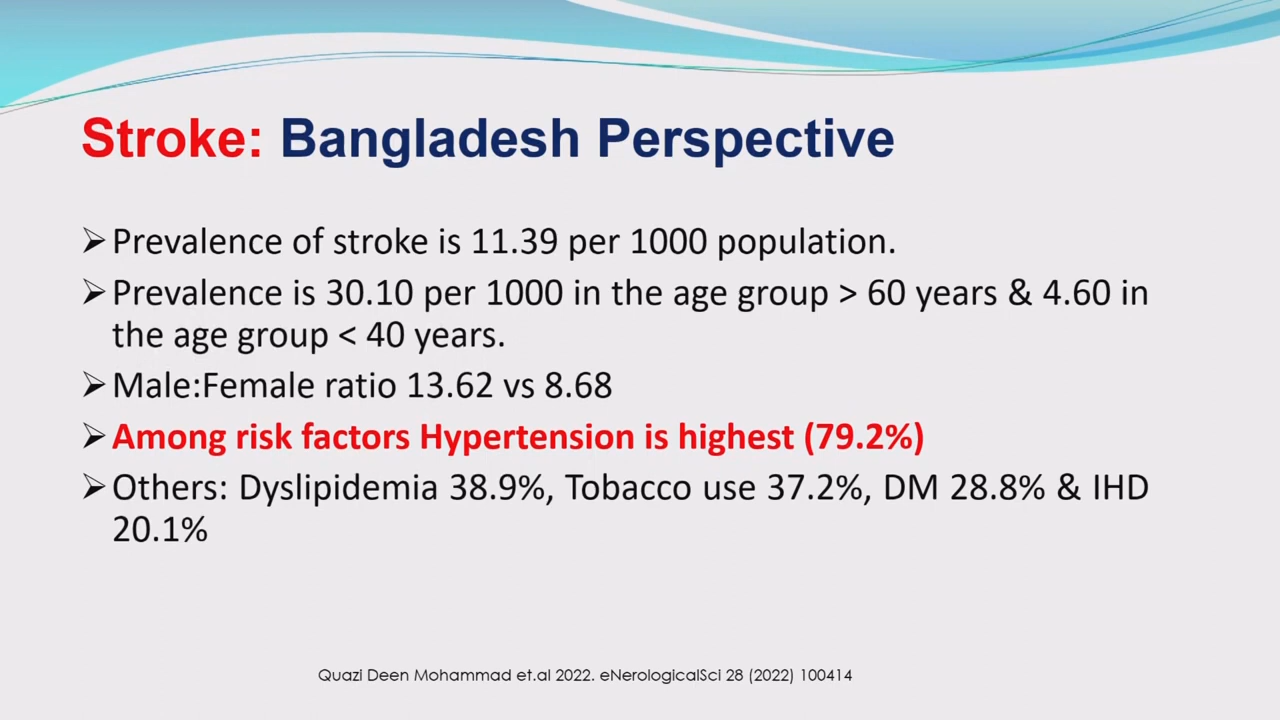 Stroke: Bangladesh Perspective
➢Prevalence of stroke is 11.39 per 1000 population.
➢Prevalence is 30.10 per 1000 in the age group > 60 years & 4.60 in
the age group < 40 years.
➢Male:Female ratio 13.62 vs 8.68
➢Among risk factors Hypertension is highest (79.2%)
➢Others: Dyslipidemia 38.9%, Tobacco use 37.2%, DM 28.8% & IHD
20.1%
Quazi Deen Mohammad et.al 2022. eNerologicalSci 28 (2022) 100414